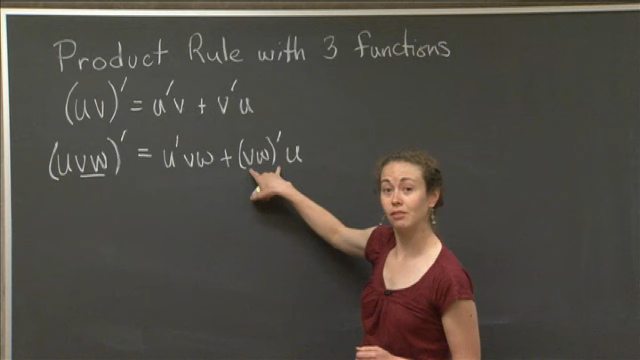 Product Rule with 3 functions
(uv)' = u'v + v'u
(uvw)' = u'vw + (vw)'u